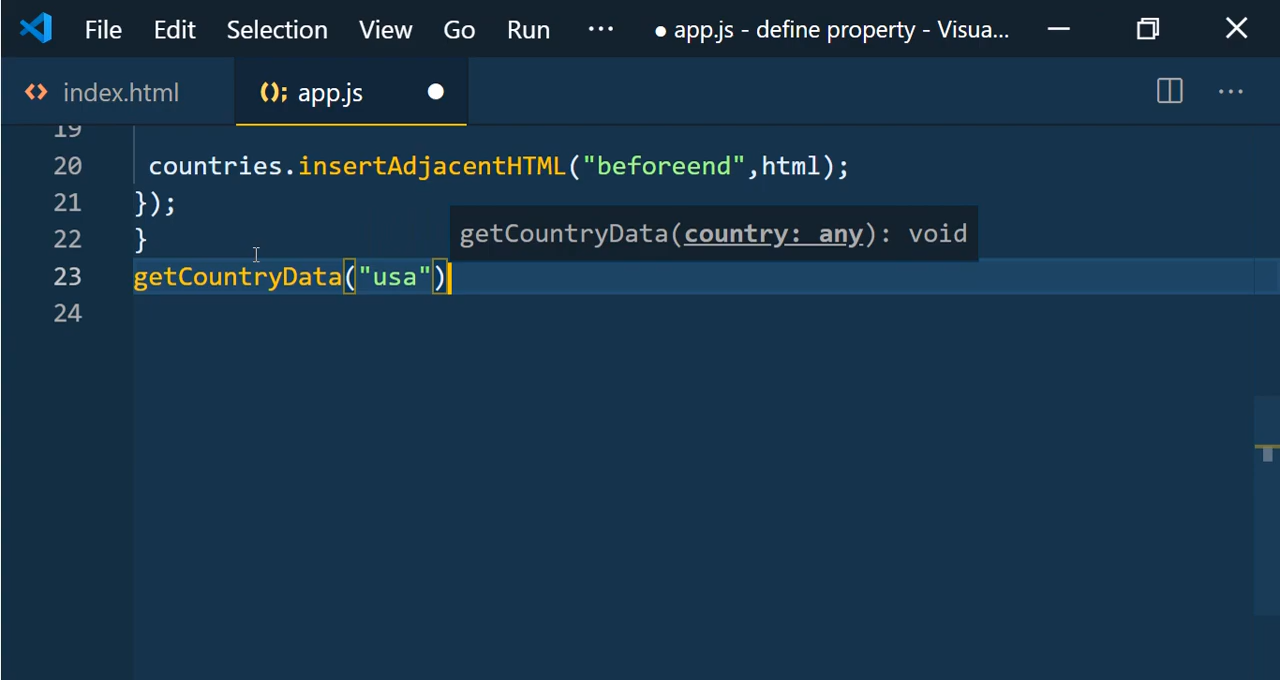 File Edit Selection View Go Run ··· ● app.js - define property - Visua...
index.html app.js ● ···
19
20 countries.insertAdjacentHTML("beforeend",html);
21 });
22 }
getCountryData(country: any): void
23 getCountryData("usa")
24